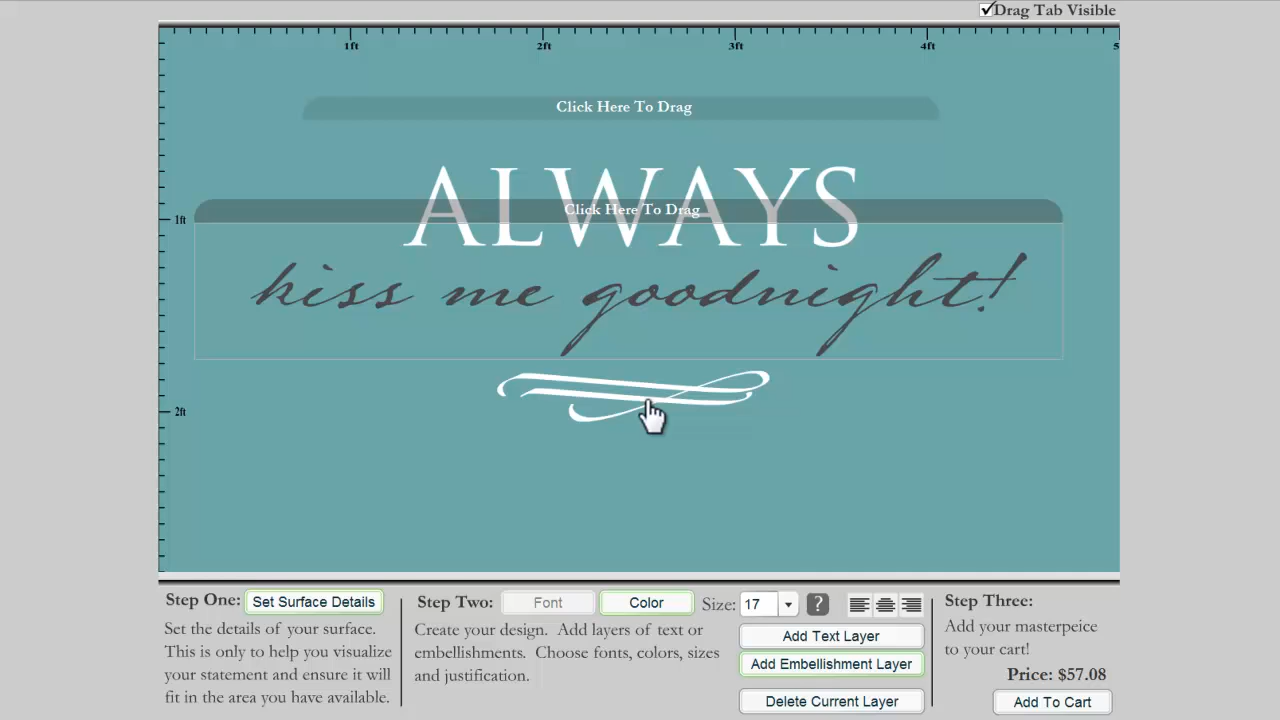 Drag Tab Visible
1ft 2ft 3ft 4ft 5
Click Here To Drag
ALWAYS
Click Here To Drag
1ft
kiss me goodnight!
2ft
Step One: Set Surface Details
Set the details of your surface.
This is only to help you visualize
your statement and ensure it will
fit in the area you have available.
Step Two: Font Color Size: 17 ?
Create your design. Add layers of text or
embellishments. Choose fonts, colors, sizes
and justification.
Add Text Layer
Add Embellishment Layer
Delete Current Layer
Step Three:
Add your masterpeice
to your cart!
Price: $57.08
Add To Cart